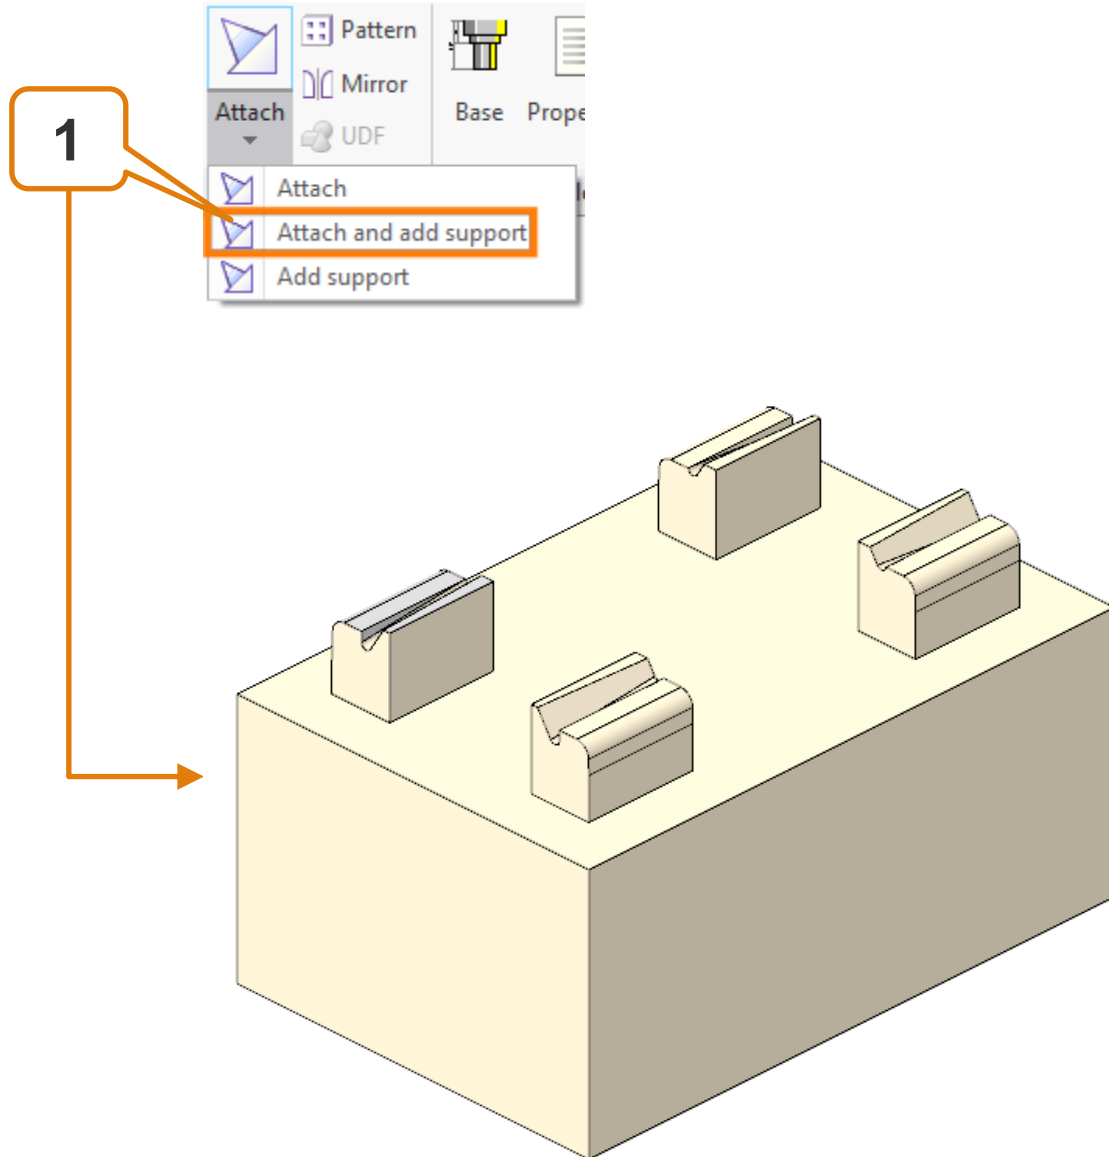 Pattern
Mirror
UDF
Attach
Base
Prope
1
Attach
Attach and add support
Add support